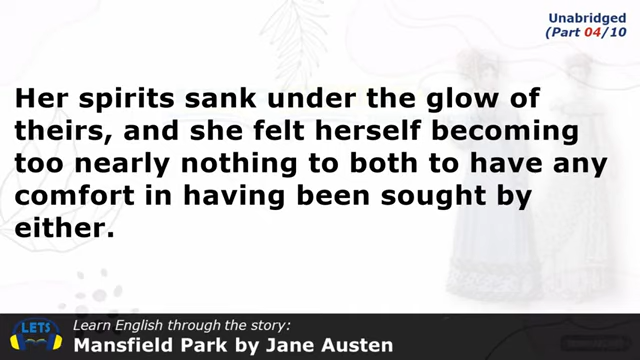 Unabridged
(Part 04/10
Her spirits sank under the glow of
theirs, and she felt herself becoming
too nearly nothing to both to have any
comfort in having been sought by
either.
LETS
Learn English through the story:
Mansfield Park by Jane Austen